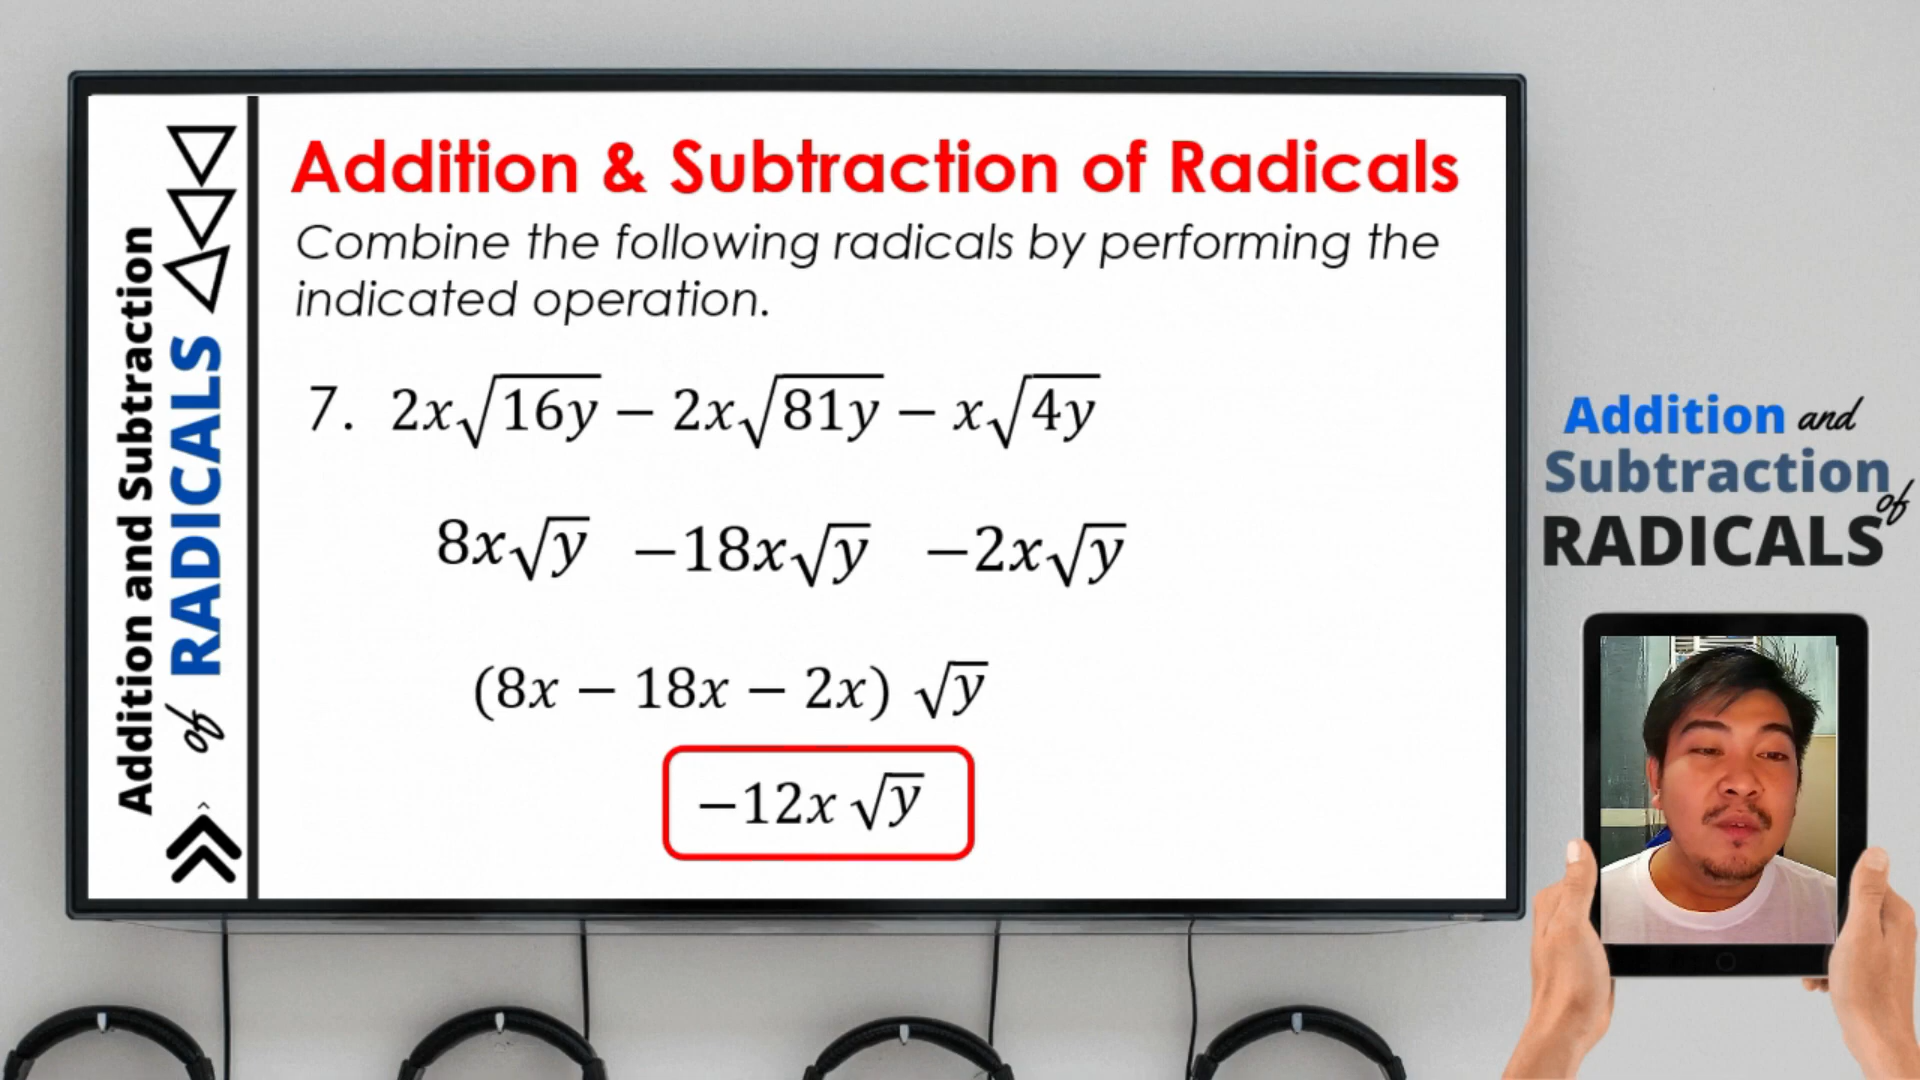 Addition & Subtraction of Radicals
Combine the following radicals by performing the
indicated operation.
7. 2x√16y − 2x√81y − x√4y
8x√y −18x√y −2x√y
(8x − 18x − 2x) √y
−12x √y
Addition and Subtraction
of RADICALS
Addition and
Subtraction
of
RADICALS